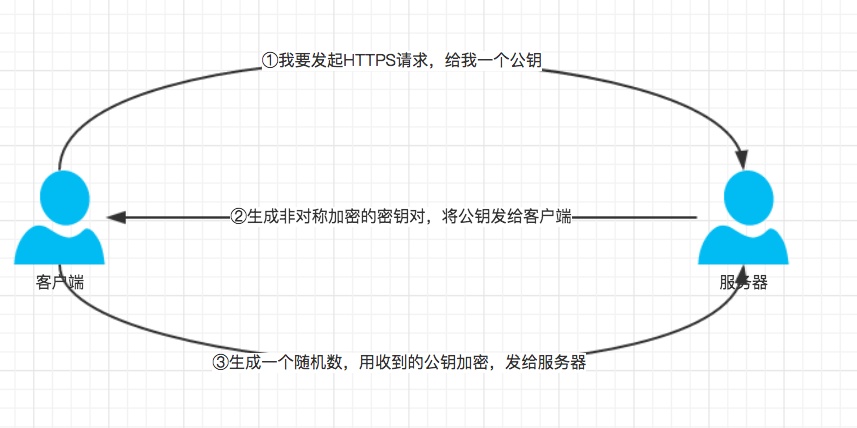 ①我要发起HTTPS请求，给我一个公钥
②生成非对称加密的密钥对，将公钥发给客户端
客户端
服务器
③生成一个随机数，用收到的公钥加密，发给服务器